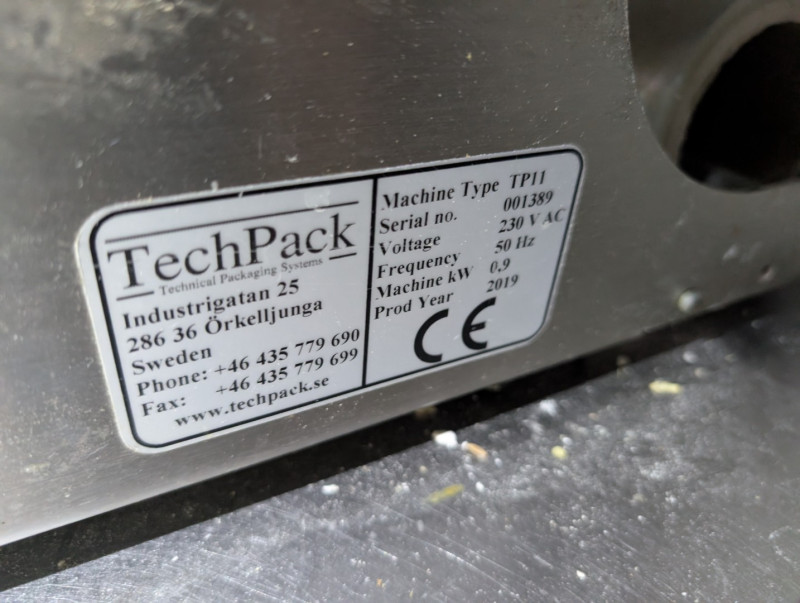 TechPack
Technical Packaging Systems
Industrigatan 25
286 36 Örkelljunga
Sweden
Phone: +46 435 779 690
Fax: +46 435 779 699
www.techpack.se
Machine Type TP11
Serial no. 001389
Voltage 230 V AC
Frequency 50 Hz
Machine kW 0,9
Prod Year 2019
CE